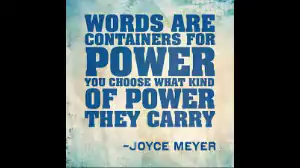 WORDS ARE
CONTAINERS FOR
POWER
YOU CHOOSE WHAT KIND
OF POWER
THEY CARRY
-JOYCE MEYER